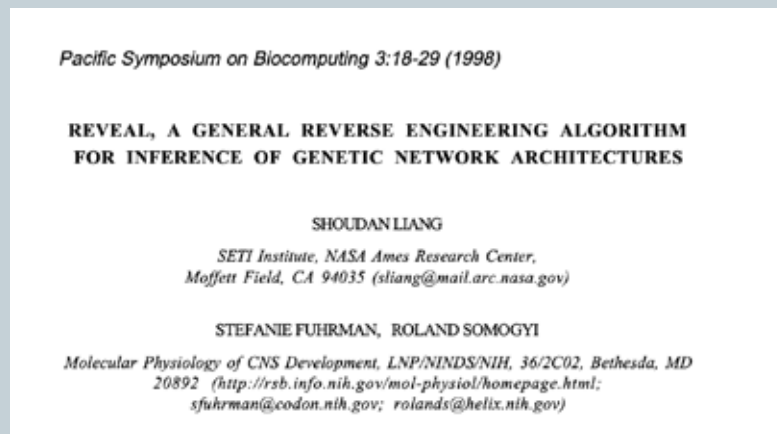 Pacific Symposium on Biocomputing 3:18-29 (1998)
REVEAL, A GENERAL REVERSE ENGINEERING ALGORITHM
FOR INFERENCE OF GENETIC NETWORK ARCHITECTURES
SHOUDAN LIANG
SETI Institute, NASA Ames Research Center,
Moffett Field, CA 94035 (sliang@mail.arc.nasa.gov)
STEFANIE FUHRMAN, ROLAND SOMOGYI
Molecular Physiology of CNS Development, LNP/NINDS/NIH, 36/2C02, Bethesda, MD
20892 (http://rsb.info.nih.gov/mol-physiol/homepage.html;
sfuhrman@codon.nih.gov; rolands@helix.nih.gov)